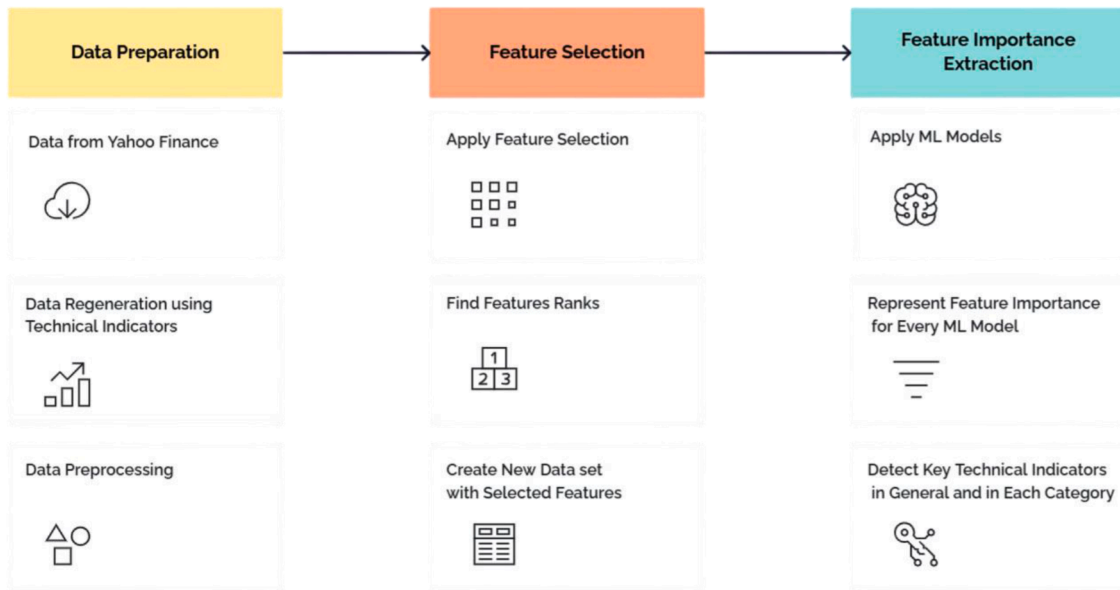 Data Preparation
Feature Selection
Feature Importance
Extraction
Data from Yahoo Finance
Data Regeneration using
Technical Indicators
Data Preprocessing
Apply Feature Selection
Find Features Ranks
1
2 3
Create New Data set
with Selected Features
Apply ML Models
Represent Feature Importance
for Every ML Model
Detect Key Technical Indicators
in General and in Each Category